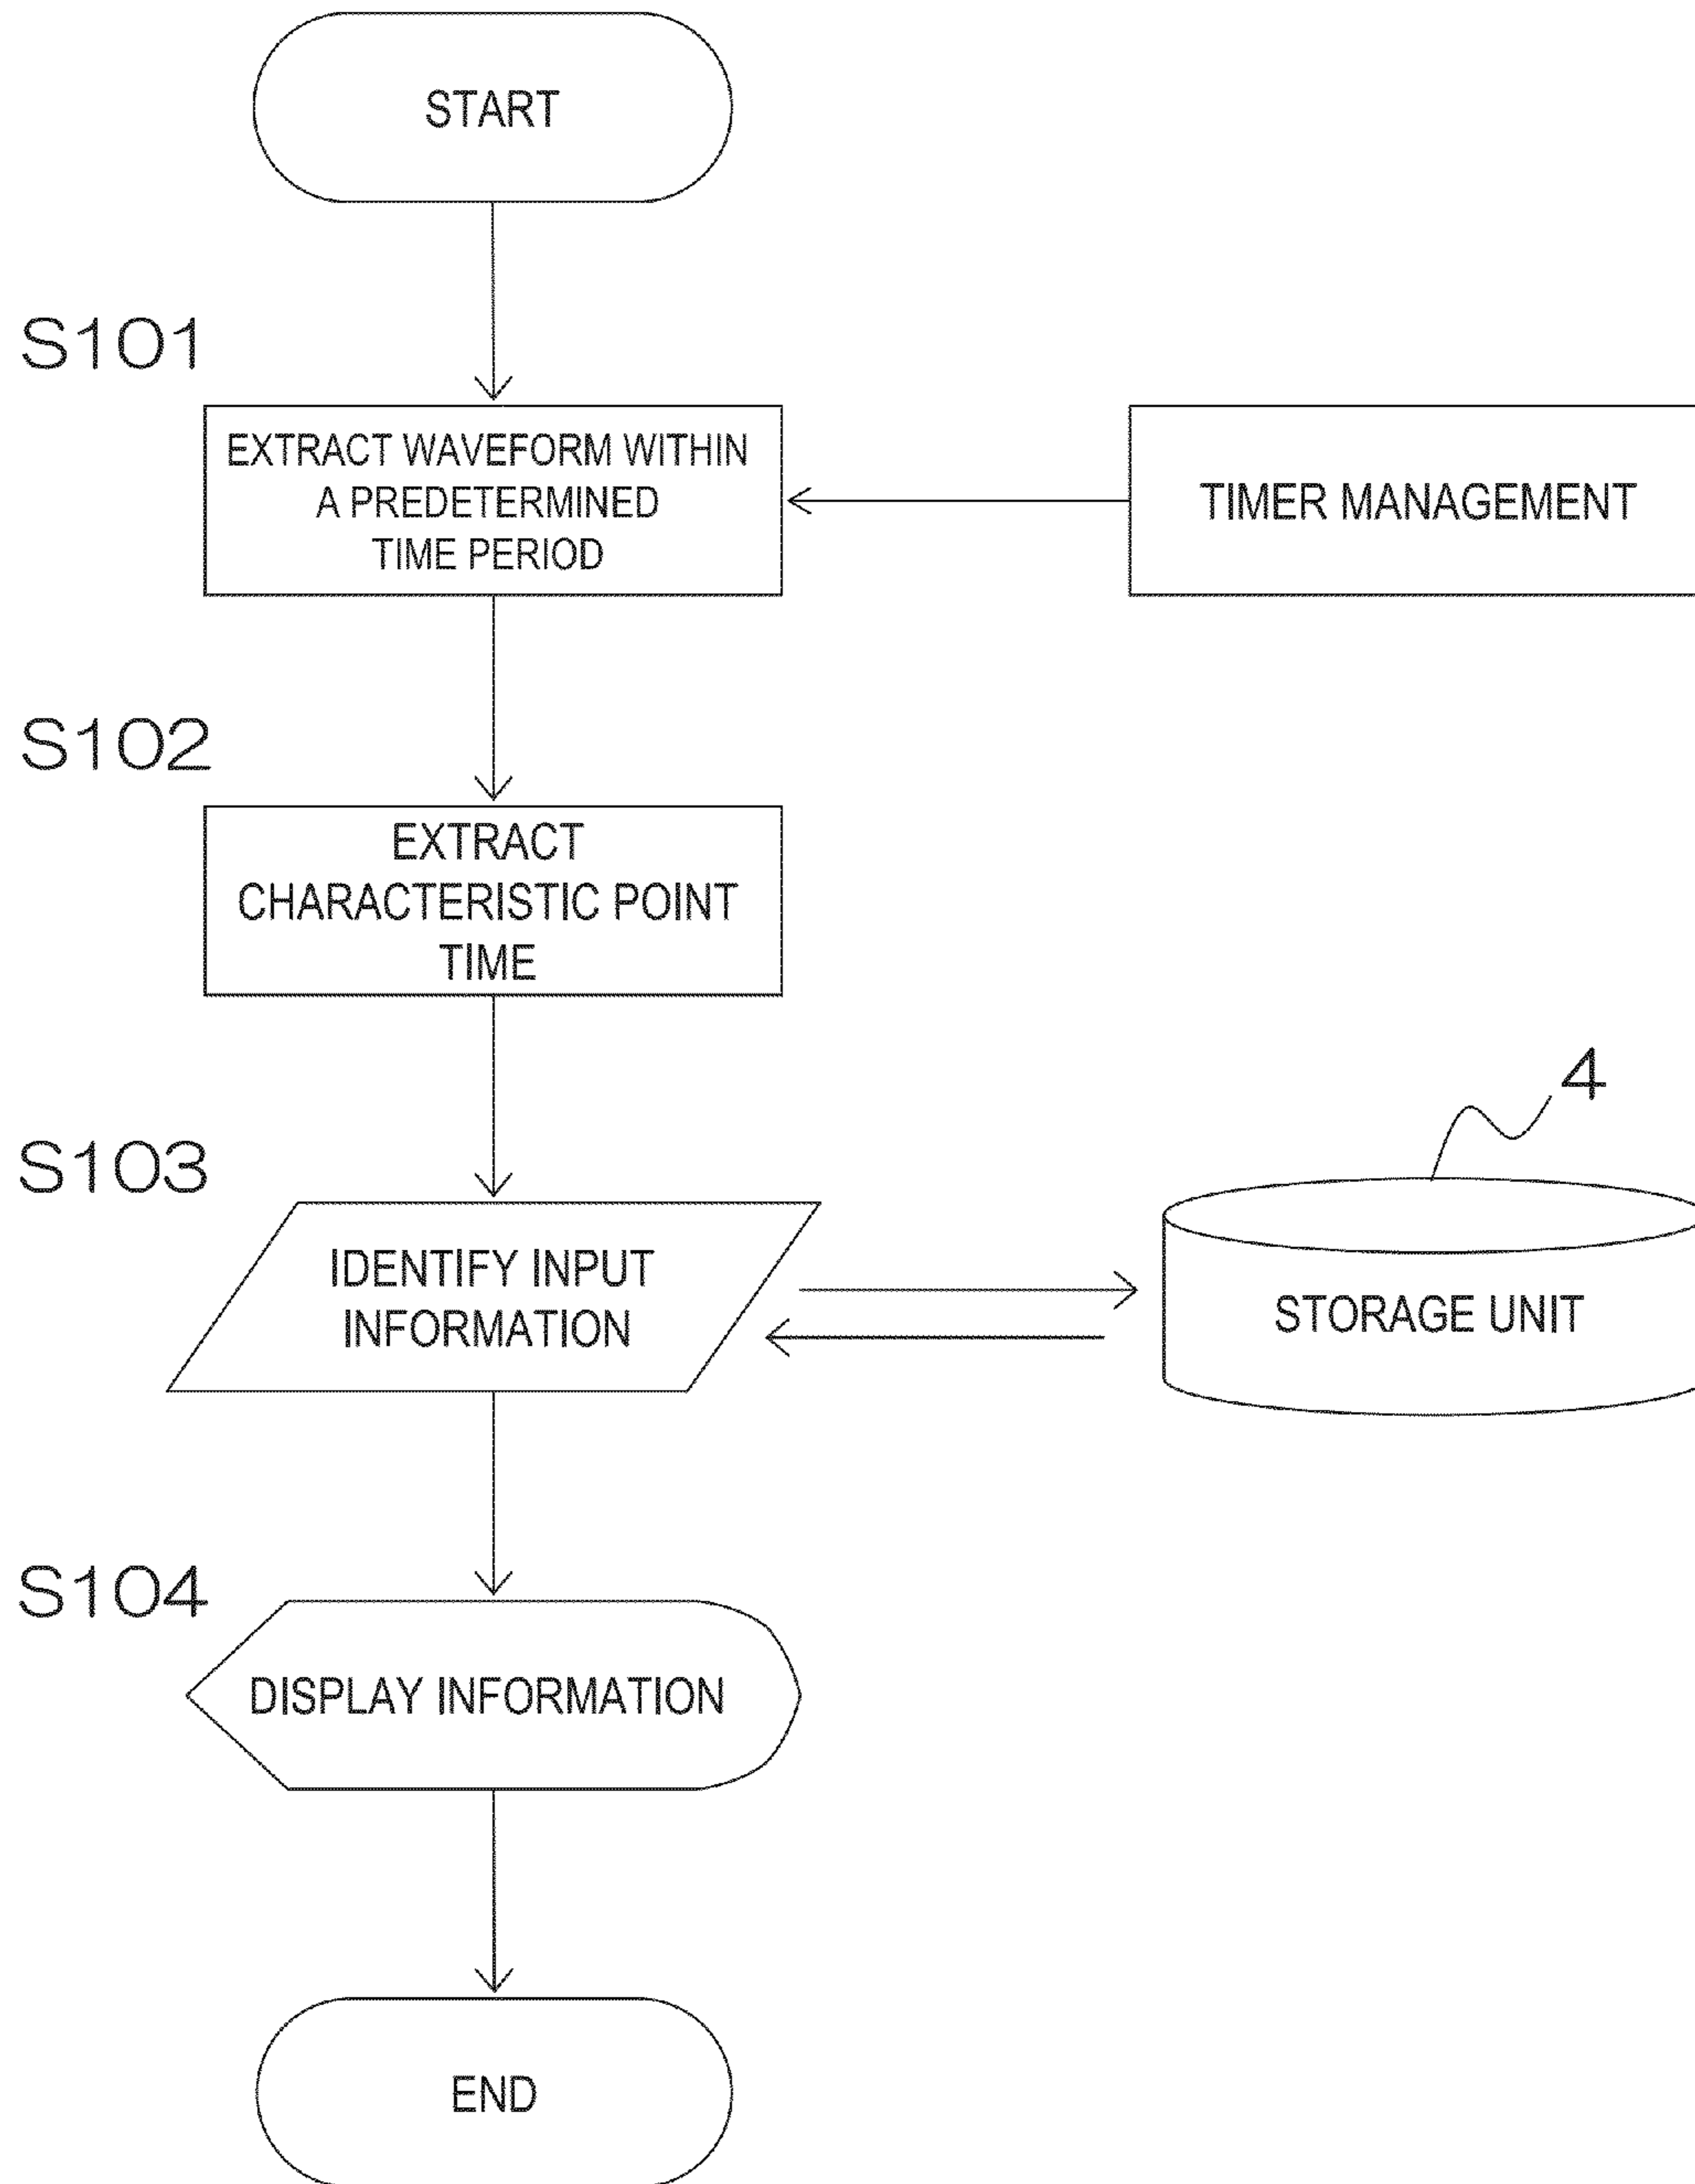 START
S101
EXTRACT WAVEFORM WITHIN
A PREDETERMINED
TIME PERIOD
TIMER MANAGEMENT
S102
EXTRACT
CHARACTERISTIC POINT
TIME
S103
IDENTIFY INPUT
INFORMATION
4
STORAGE UNIT
S104
DISPLAY INFORMATION
END